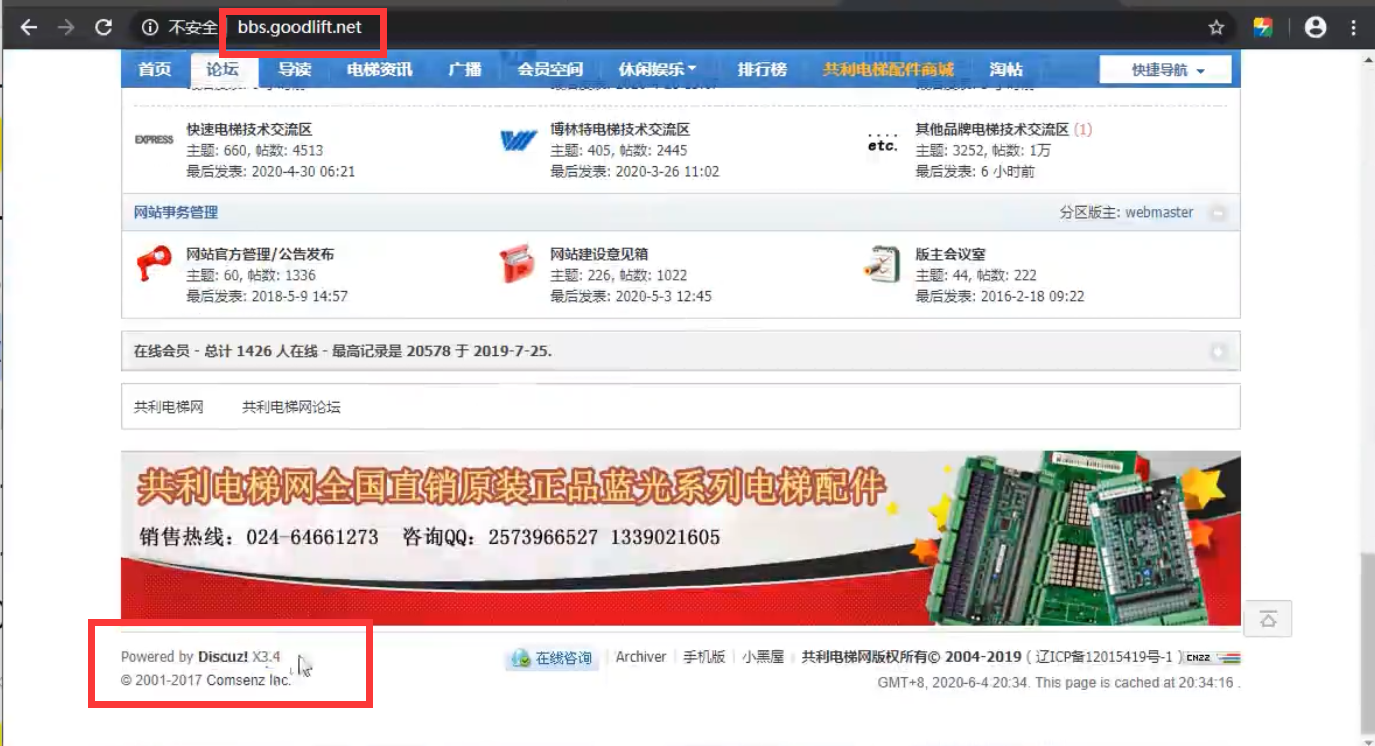 不安全 bbs.goodlift.net
首页 论坛 导读 电梯资讯 广播 会员空间 休闲娱乐 排行榜 共利电梯配件商城 淘帖 快捷导航
EXPRESS 快速电梯技术交流区 博林特电梯技术交流区 etc. 其他品牌电梯技术交流区 (1)
主题: 660, 帖数: 4513 主题: 405, 帖数: 2445 主题: 3252, 帖数: 1万
最后发表: 2020-4-30 06:21 最后发表: 2020-3-26 11:02 最后发表: 6 小时前
网站事务管理 分区版主: webmaster
网站官方管理/公告发布 网站建设意见箱 版主会议室
主题: 60, 帖数: 1336 主题: 226, 帖数: 1022 主题: 44, 帖数: 222
最后发表: 2018-5-9 14:57 最后发表: 2020-5-3 12:45 最后发表: 2016-2-18 09:22
在线会员 - 总计 1426 人在线 - 最高记录是 20578 于 2019-7-25.
共利电梯网 共利电梯网论坛
共利电梯网全国直销原装正品蓝光系列电梯配件
销售热线：024-64661273 咨询QQ：2573966527 1339021605
Powered by Discuz! X3.4 在线咨询 Archiver 手机版 小黑屋 共利电梯网版权所有© 2004-2019 ( 辽ICP备12015419号-1 ) CNZZ
© 2001-2017 Comsenz Inc. GMT+8, 2020-6-4 20:34. This page is cached at 20:34:16 .